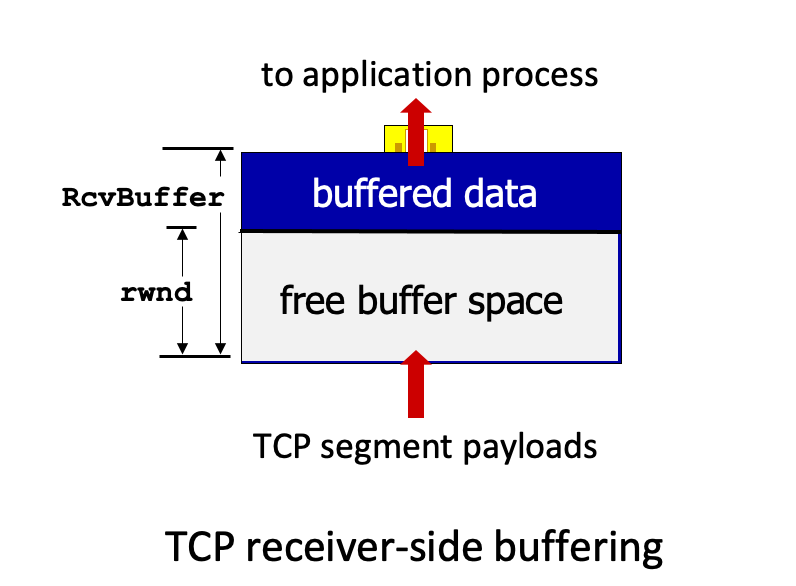 to application process
RcvBuffer
buffered data
rwnd
free buffer space
TCP segment payloads
TCP receiver-side buffering